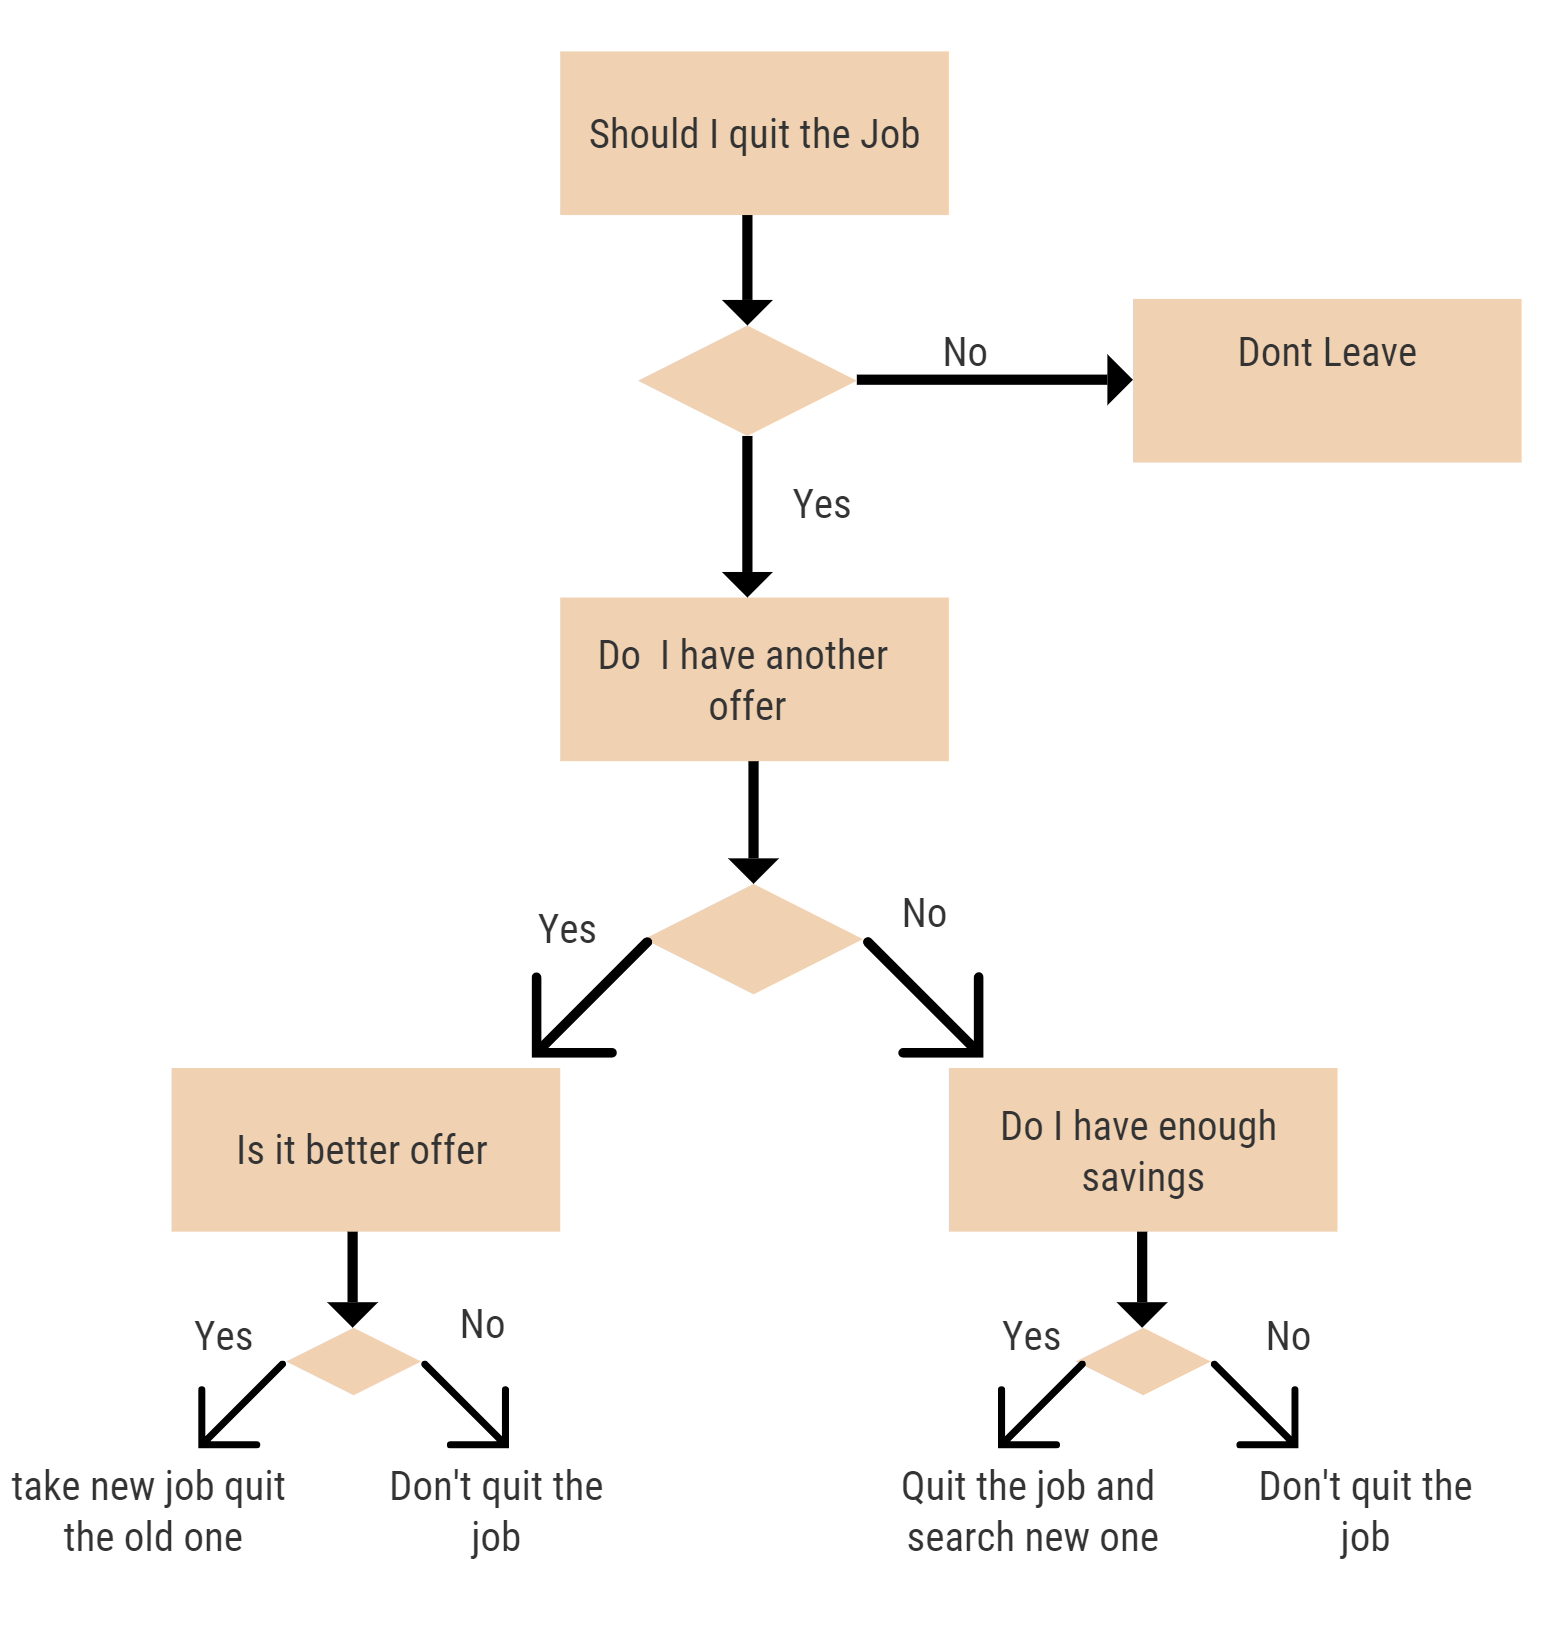 Should I quit the Job
No
Dont Leave
Yes
Do  I have another
offer
Yes
No
Is it better offer
Do I have enough
savings
Yes
No
Yes
No
take new job quit
the old one
Don't quit the
job
Quit the job and
search new one
Don't quit the
job